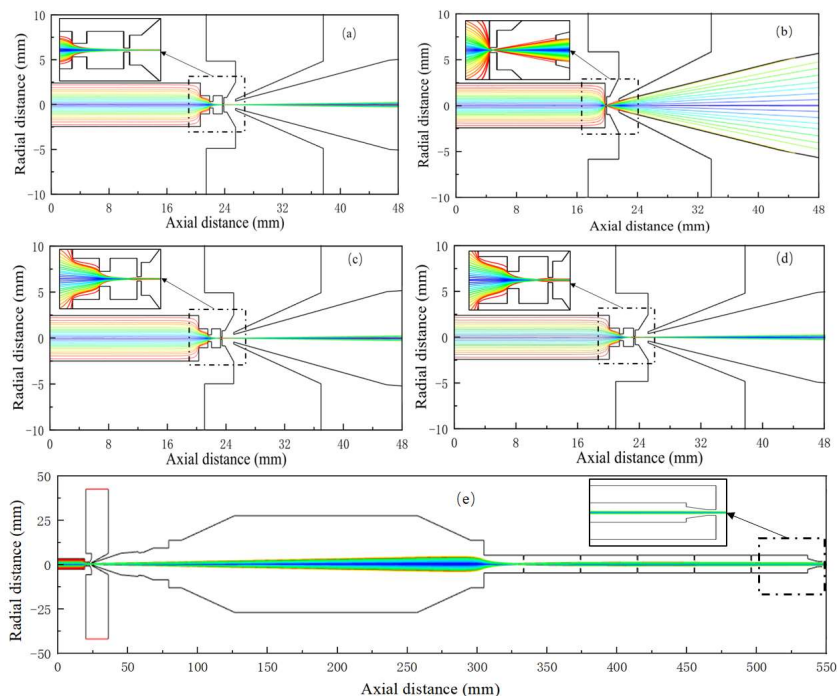 (a)
10
5
0
-5
-10
Radial distance (mm)
0 8 16 24 32 40 48
Axial distance (mm)
(b)
10
5
0
-5
-10
Radial distance (mm)
0 8 16 24 32 40 48
Axial distance (mm)
(c)
10
5
0
-5
-10
Radial distance (mm)
0 8 16 24 32 40 48
Axial distance (mm)
(d)
10
5
0
-5
-10
Radial distance (mm)
0 8 16 24 32 40 48
Axial distance (mm)
(e)
50
25
0
-25
-50
Radial distance (mm)
0 50 100 150 200 250 300 350 400 450 500 550
Axial distance (mm)